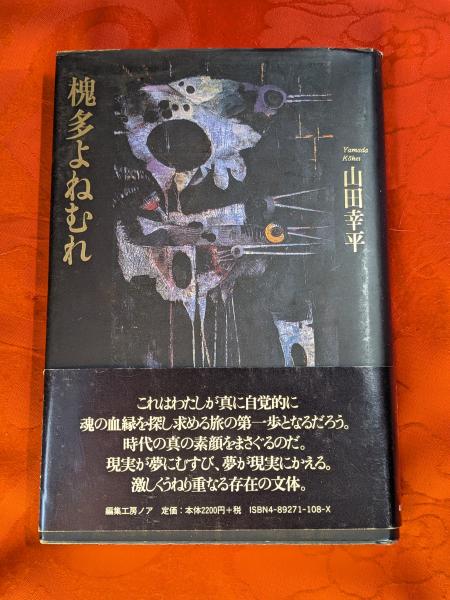 槐多よねむれ
Yamada
Kōhei
山田幸平
これはわたしが真に自覚的に
魂の血縁を探し求める旅の第一歩となるだろう。
時代の真の素顔をまさぐるのだ。
現実が夢にむすび、夢が現実にかえる。
激しくうねり重なる存在の文体。
編集工房ノア 定価：本体2200円+税 ISBN4-89271-108-X